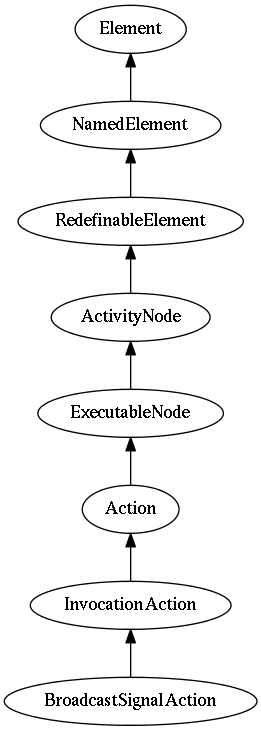 Element
NamedElement
RedefinableElement
ActivityNode
ExecutableNode
Action
InvocationAction
BroadcastSignalAction